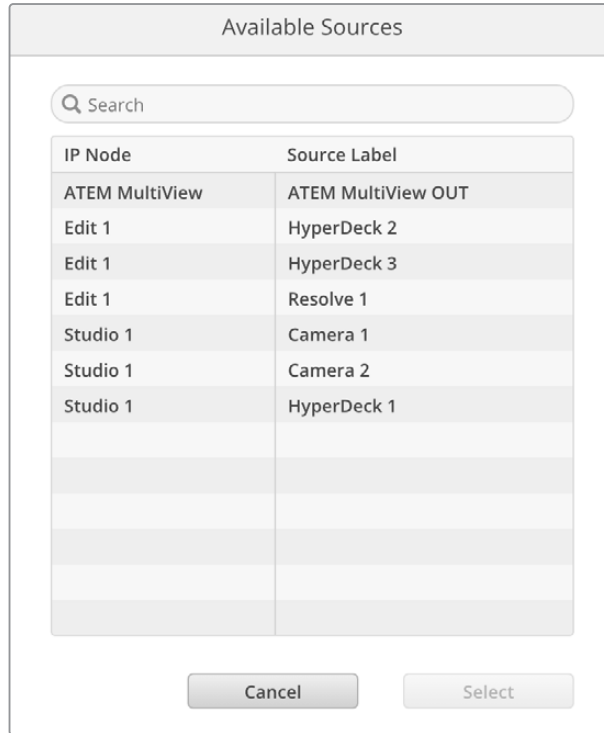 Available Sources
Search
IP Node Source Label
ATEM MultiView ATEM MultiView OUT
Edit 1 HyperDeck 2
Edit 1 HyperDeck 3
Edit 1 Resolve 1
Studio 1 Camera 1
Studio 1 Camera 2
Studio 1 HyperDeck 1
Cancel Select